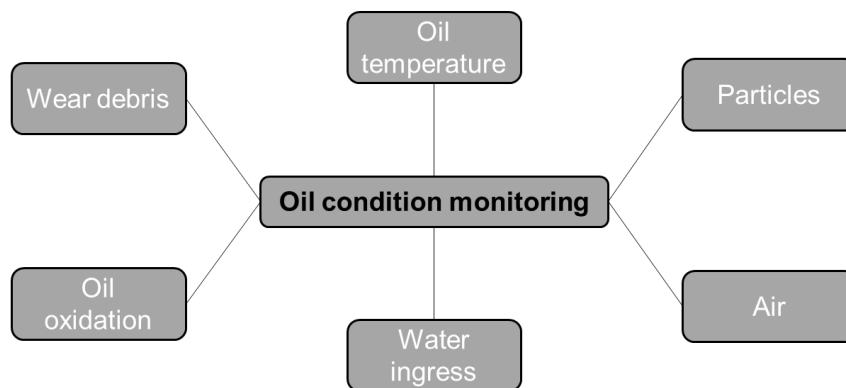 Oil
temperature
Wear debris
Particles
Oil condition monitoring
Oil
oxidation
Air
Water
ingress